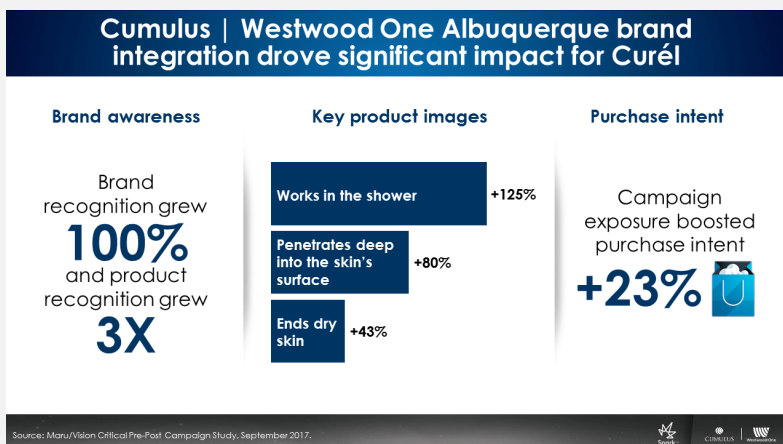 Cumulus | Westwood One Albuquerque brand
integration drove significant impact for Curél
Brand awareness
Brand
recognition grew
100%
and product
recognition grew
3X
Key product images
Works in the shower
+125%
Penetrates deep
into the skin's
surface
+80%
Ends dry
skin
+43%
Purchase intent
Campaign
exposure boosted
purchase intent
+23%
Source: Maru/Vision Critical Pre-Post Campaign Study, September 2017.
CUMULUS
WESTWOOD ONE